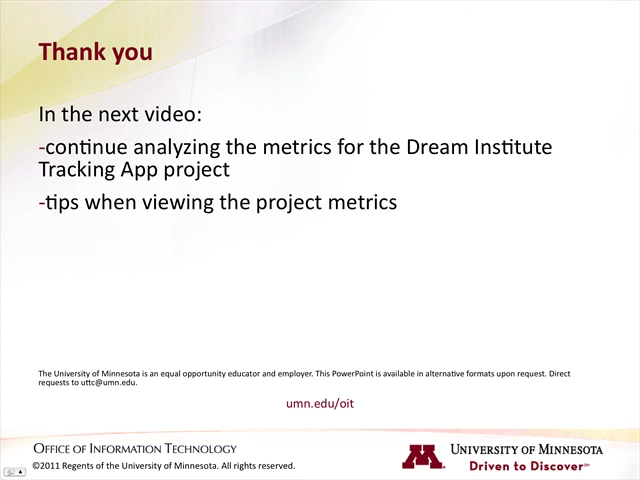 Thank you
In the next video:
-continue analyzing the metrics for the Dream Institute
Tracking App project
-tips when viewing the project metrics
The University of Minnesota is an equal opportunity educator and employer. This PowerPoint is available in alternative formats upon request. Direct
requests to uttc@umn.edu.
umn.edu/oit
OFFICE OF INFORMATION TECHNOLOGY
©2011 Regents of the University of Minnesota. All rights reserved.
M
UNIVERSITY OF MINNESOTA
Driven to Discover℠